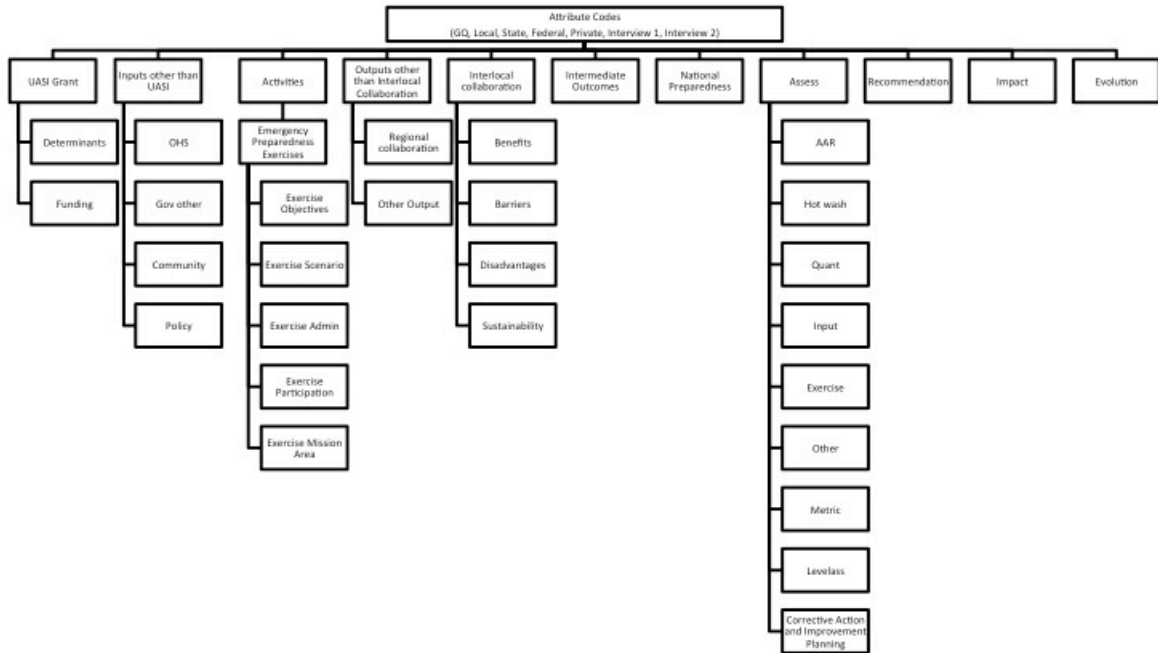 Attribute Codes
(GQ, Local, State, Federal, Private, Interview 1, Interview 2)
UASI Grant
Inputs other than
UASI
Activities
Outputs other
than Interlocal
Collaboration
Interlocal
collaboration
Intermediate
Outcomes
National
Preparedness
Assess
Recommendation
Impact
Evolution
Determinants
Funding
OHS
Gov other
Community
Policy
Emergency
Preparedness
Exercises
Exercise
Objectives
Exercise Scenario
Exercise Admin
Exercise
Participation
Exercise Mission
Area
Regional
collaboration
Other Output
Benefits
Barriers
Disadvantages
Sustainability
AAR
Hot wash
Quant
Input
Exercise
Other
Metric
Levelass
Corrective Action
and Improvement
Planning